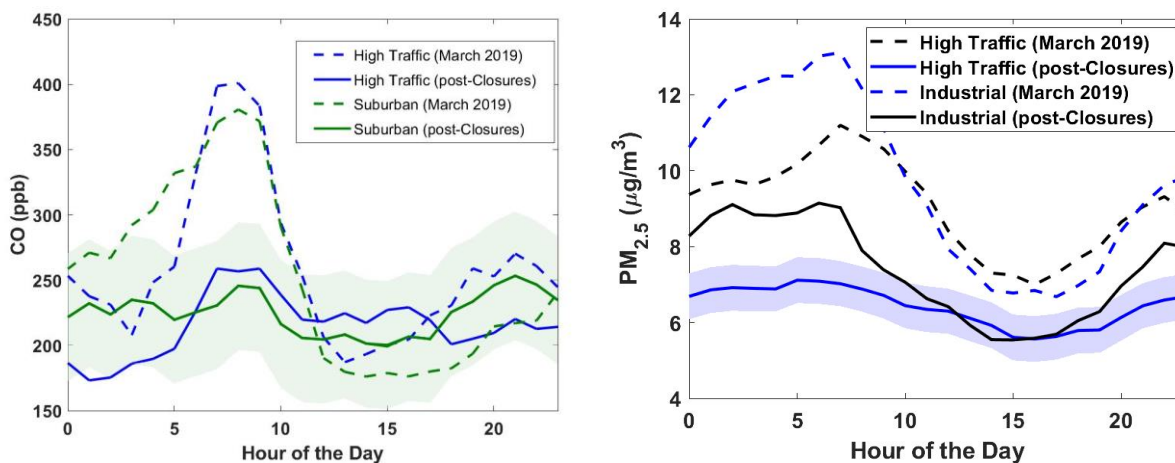 450
400
350
300
250
200
150
CO (ppb)
0 5 10 15 20
Hour of the Day
High Traffic (March 2019)
High Traffic (post-Closures)
Suburban (March 2019)
Suburban (post-Closures)
14
12
10
8
6
4
PM2.5 (μg/m3)
0 5 10 15 20
Hour of the Day
High Traffic (March 2019)
High Traffic (post-Closures)
Industrial (March 2019)
Industrial (post-Closures)